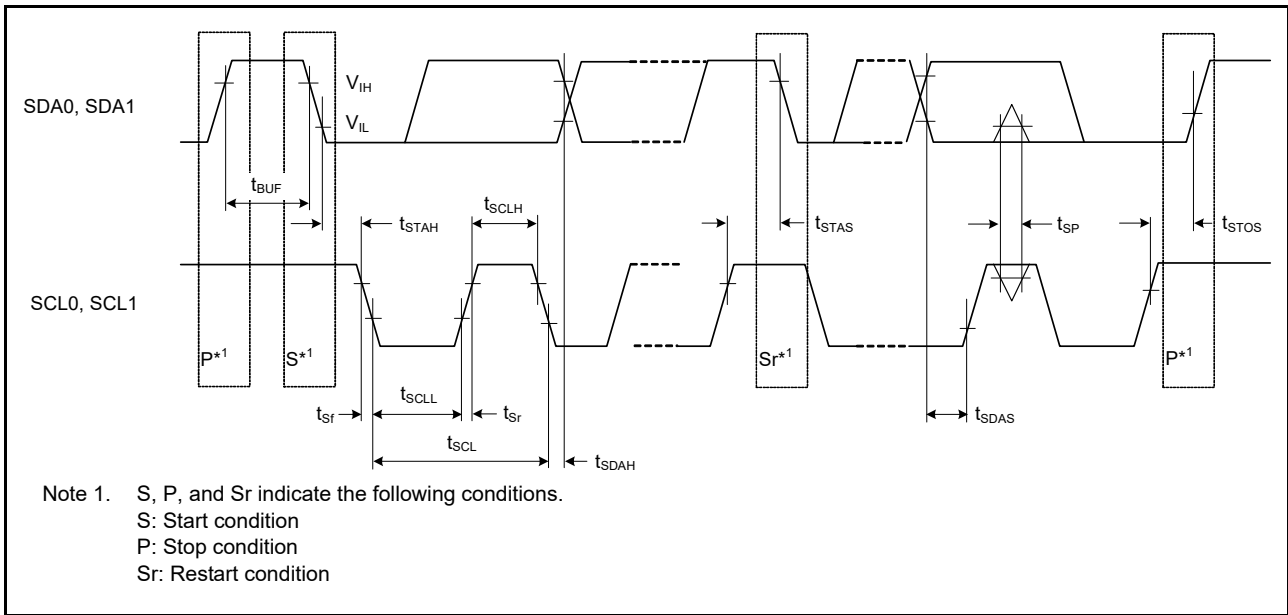 SDA0, SDA1
V_IH
V_IL
t_BUF
t_STAH
t_SCLH
t_STAS
t_SP
t_STOS
SCL0, SCL1
P*1
S*1
Sr*1
P*1
t_Sf
t_SCLL
t_Sr
t_SCL
t_SDAH
t_SDAS
Note 1. S, P, and Sr indicate the following conditions.
S: Start condition
P: Stop condition
Sr: Restart condition